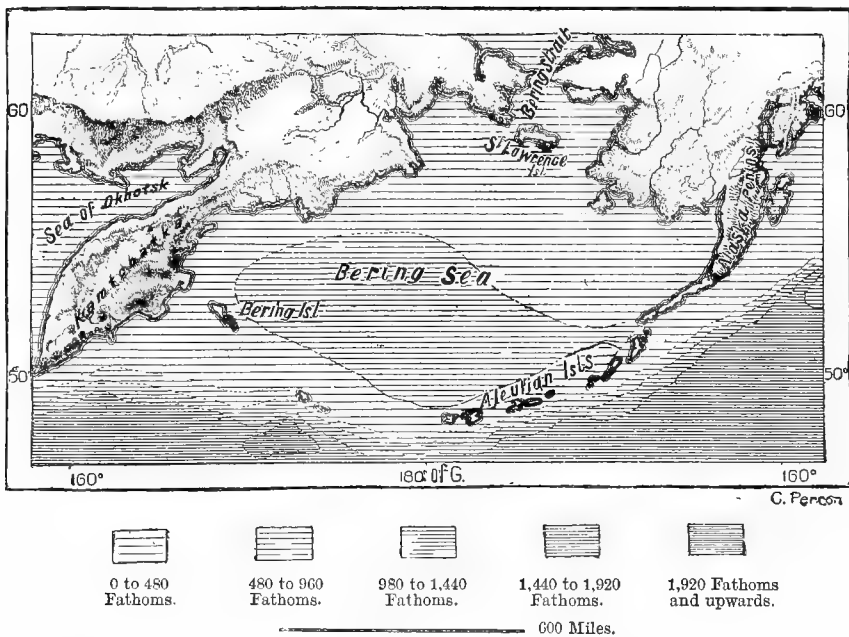 Bering Strait
60°
60°
St Lawrence
Isl.
Alaska Peninsl
Sea of Okhotsk
Kamtchatka
Bering Sea
Bering Isl.
50°
50°
Aleutian Isls
160°
180° of G.
160°
C. Perron
0 to 480
Fathoms.
480 to 960
Fathoms.
980 to 1,440
Fathoms.
1,440 to 1,920
Fathoms.
1,920 Fathoms
and upwards.
600 Miles.